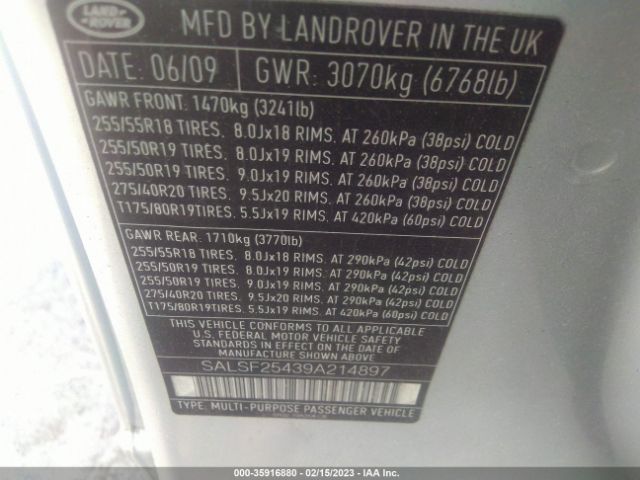 LAND-
ROVER
MFD BY LANDROVER IN THE UK
DATE: 06/09 GWR: 3070kg (6768lb)
GAWR FRONT: 1470kg (3241lb)
255/55R18 TIRES. 8.0Jx18 RIMS. AT 260kPa (38psi) COLD
255/50R19 TIRES. 8.0Jx19 RIMS. AT 260kPa (38psi) COLD
255/50R19 TIRES. 9.0Jx19 RIMS. AT 260kPa (38psi) COLD
275/40R20 TIRES. 9.5Jx20 RIMS. AT 260kPa (38psi) COLD
T175/80R19TIRES. 5.5Jx19 RIMS. AT 420kPa (60psi) COLD
GAWR REAR: 1710kg (3770lb)
255/55R18 TIRES. 8.0Jx18 RIMS. AT 290kPa (42psi) COLD
255/50R19 TIRES. 8.0Jx19 RIMS. AT 290kPa (42psi) COLD
255/50R19 TIRES. 9.0Jx19 RIMS. AT 290kPa (42psi) COLD
275/40R20 TIRES. 9.5Jx20 RIMS. AT 290kPa (42psi) COLD
T175/80R19TIRES. 5.5Jx19 RIMS. AT 420kPa (60psi) COLD
THIS VEHICLE CONFORMS TO ALL APPLICABLE
U.S. FEDERAL MOTOR VEHICLE SAFETY
STANDARDS IN EFFECT ON THE DATE OF
MANUFACTURE SHOWN ABOVE
SALSF25439A214897
TYPE: MULTI-PURPOSE PASSENGER VEHICLE
000-35916880 - 02/15/2023 - IAA Inc.